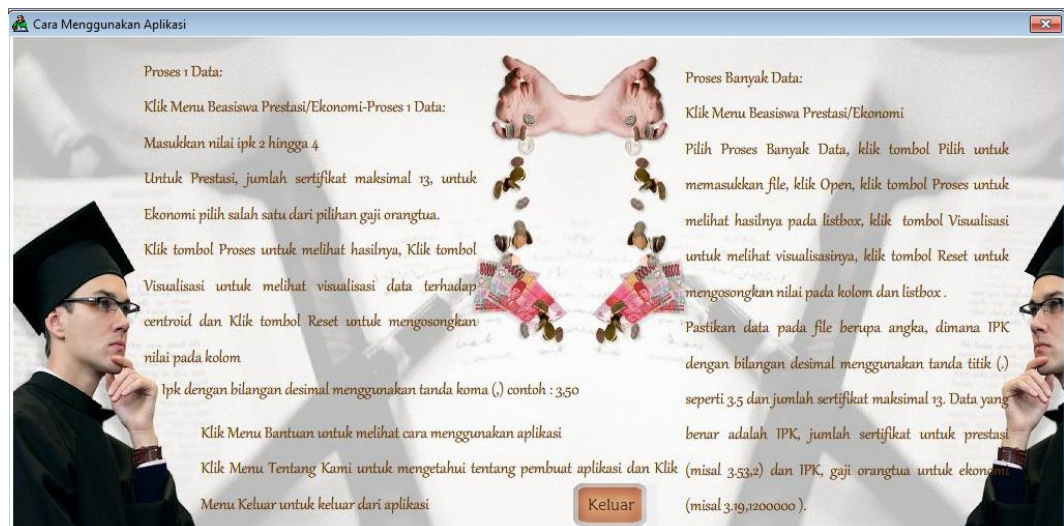 Cara Menggunakan Aplikasi
Proses 1 Data:
Klik Menu Beasiswa Prestasi/Ekonomi-Proses 1 Data:
Masukkan nilai ipk 2 hingga 4
Untuk Prestasi, jumlah sertifikat maksimal 13, untuk
Ekonomi pilih salah satu dari pilihan gaji orangtua.
Klik tombol Proses untuk melihat hasilnya, Klik tombol
Visualisasi untuk melihat visualisasi data terhadap
centroid dan Klik tombol Reset untuk mengosongkan
nilai pada kolom
Ipk dengan bilangan desimal menggunakan tanda koma (,) contoh : 3,50
Klik Menu Bantuan untuk melihat cara menggunakan aplikasi
Klik Menu Tentang Kami untuk mengetahui tentang pembuat aplikasi dan Klik
Menu Keluar untuk keluar dari aplikasi
Proses Banyak Data:
Klik Menu Beasiswa Prestasi/Ekonomi
Pilih Proses Banyak Data, klik tombol Pilih untuk
memasukkan file, klik Open, klik tombol Proses untuk
melihat hasilnya pada listbox, klik tombol Visualisasi
untuk melihat visualisasinya, klik tombol Reset untuk
mengosongkan nilai pada kolom dan listbox .
Pastikan data pada file berupa angka, dimana IPK
dengan bilangan desimal menggunakan tanda titik (.)
seperti 3.5 dan jumlah sertifikat maksimal 13. Data yang
benar adalah IPK, jumlah sertifikat untuk prestasi
(misal 3.53,2) dan IPK, gaji orangtua untuk ekonomi
(misal 3.19,1200000 ).
Keluar